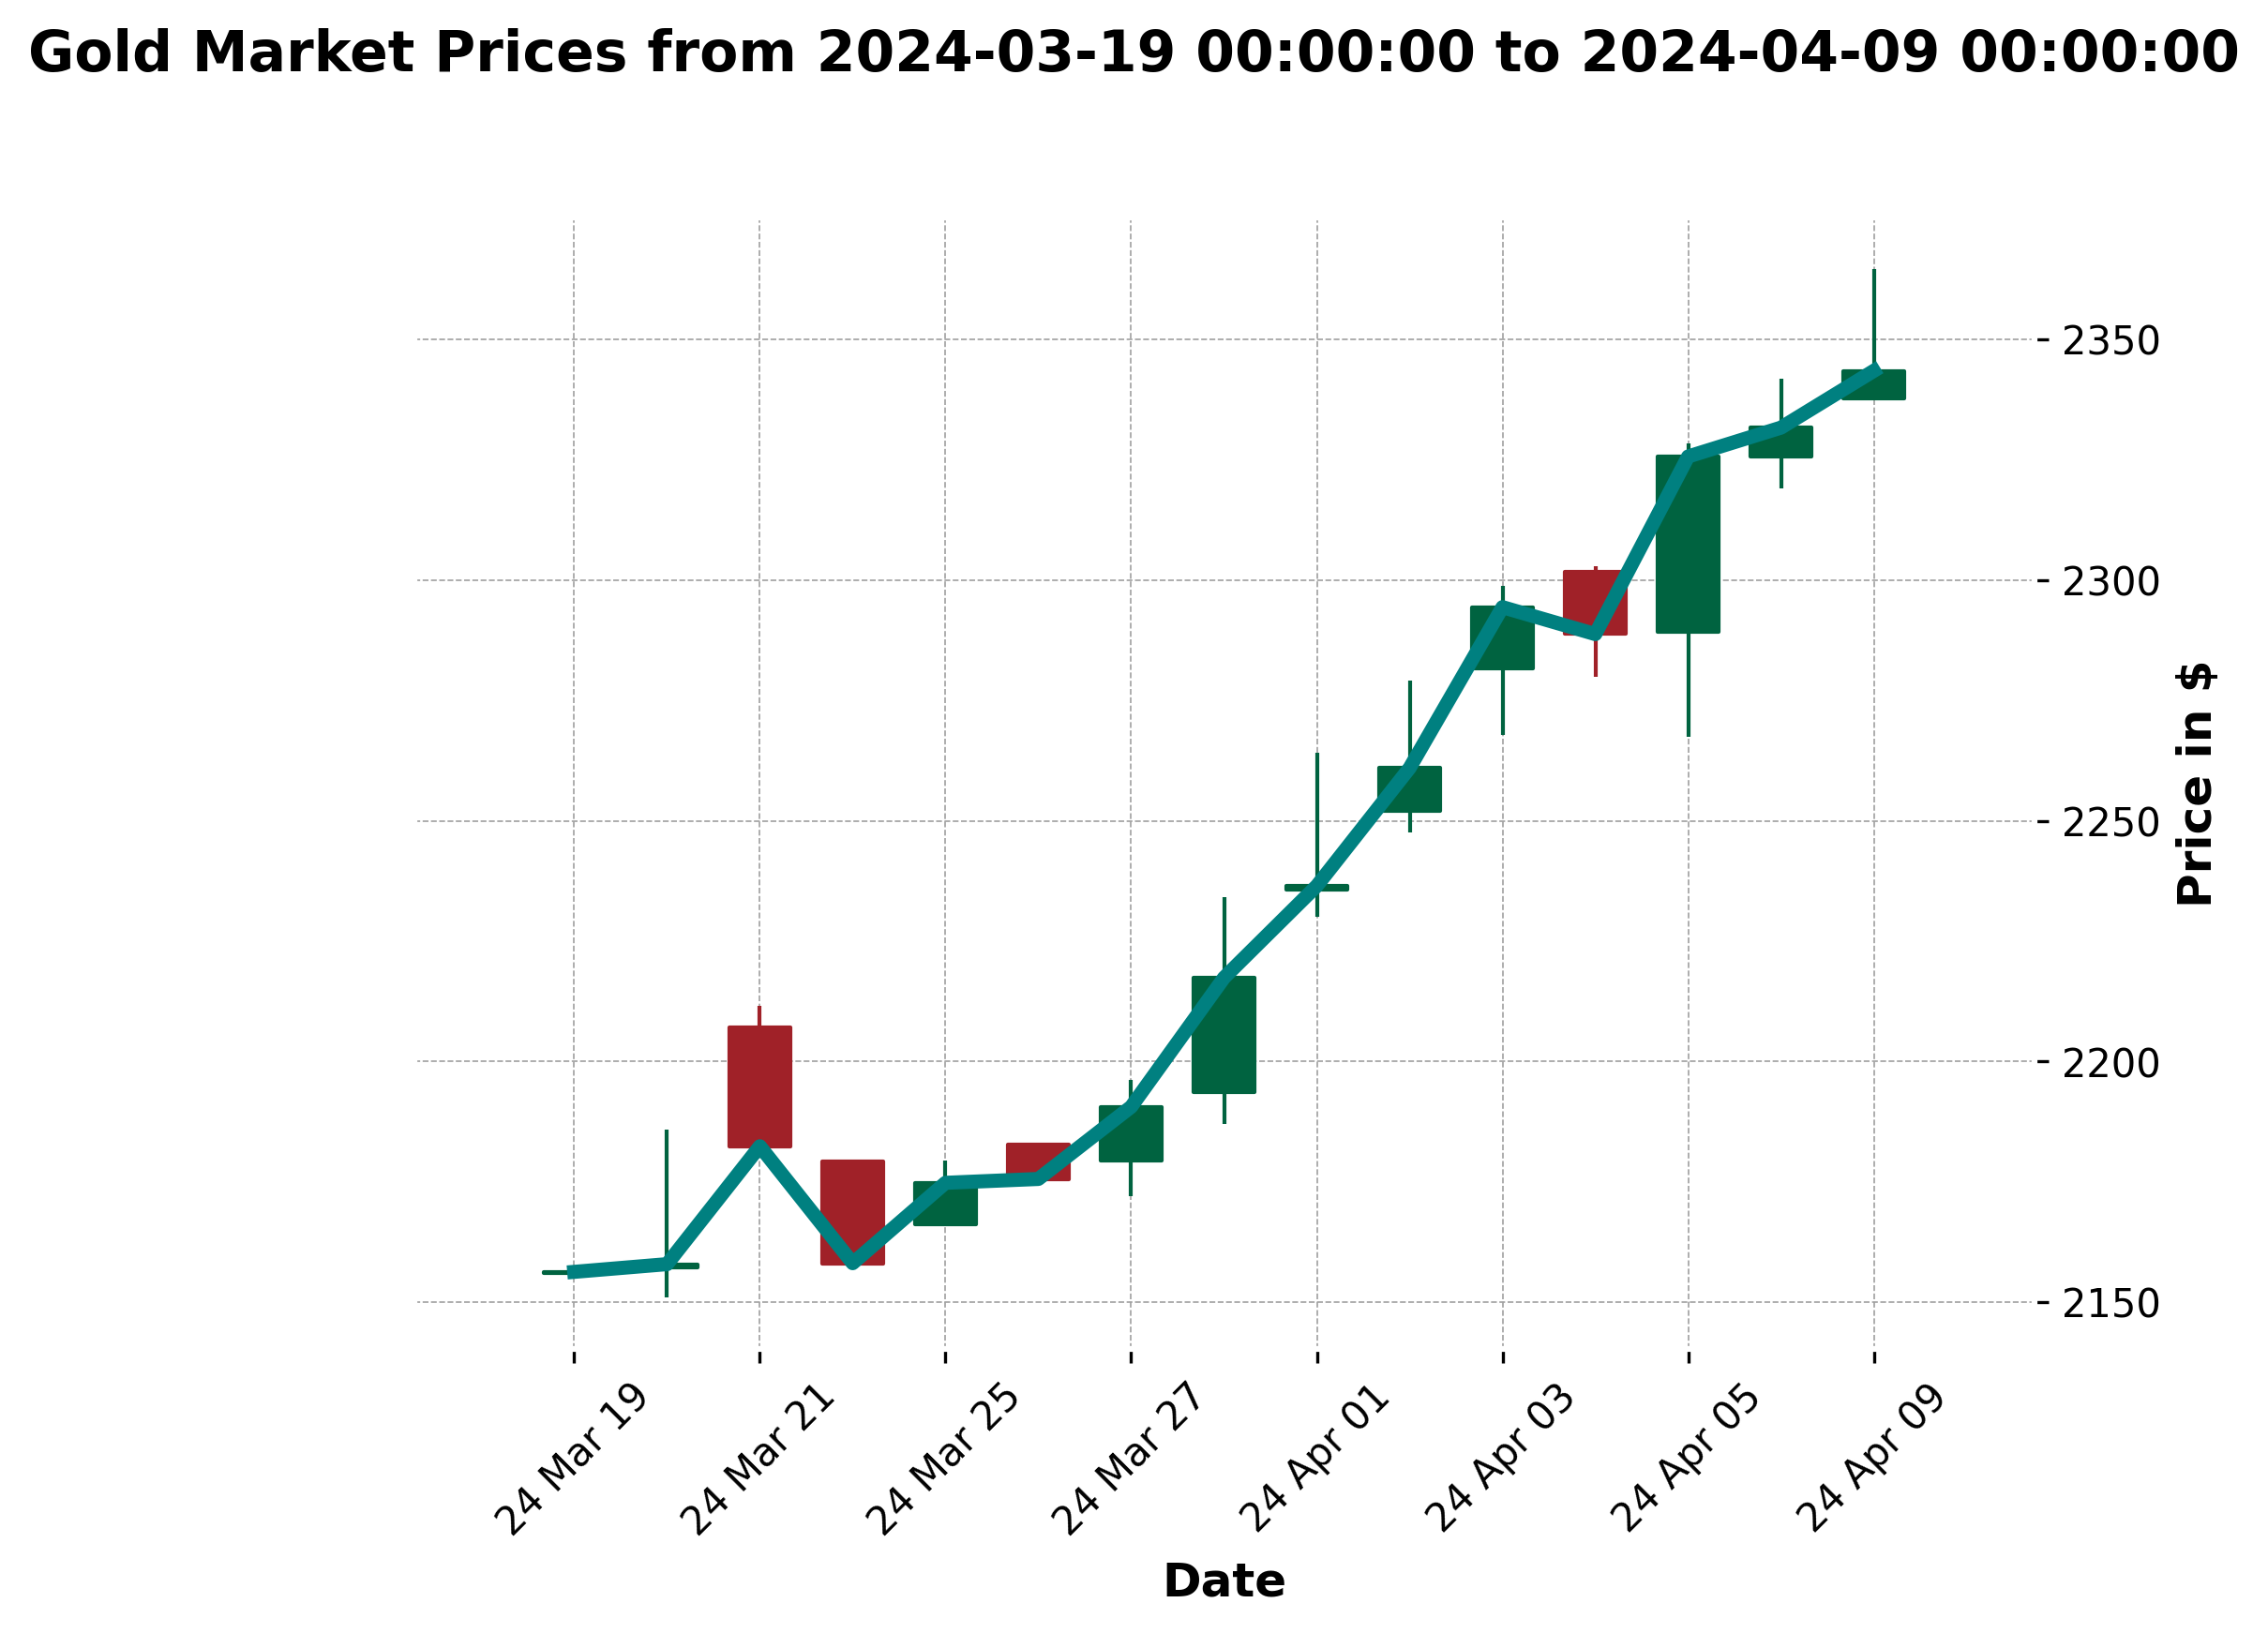 Gold Market Prices from 2024-03-19 00:00:00 to 2024-04-09 00:00:00
2350
2300
2250
2200
2150
Price in $
24 Mar 19
24 Mar 21
24 Mar 25
24 Mar 27
24 Apr 01
24 Apr 03
24 Apr 05
24 Apr 09
Date